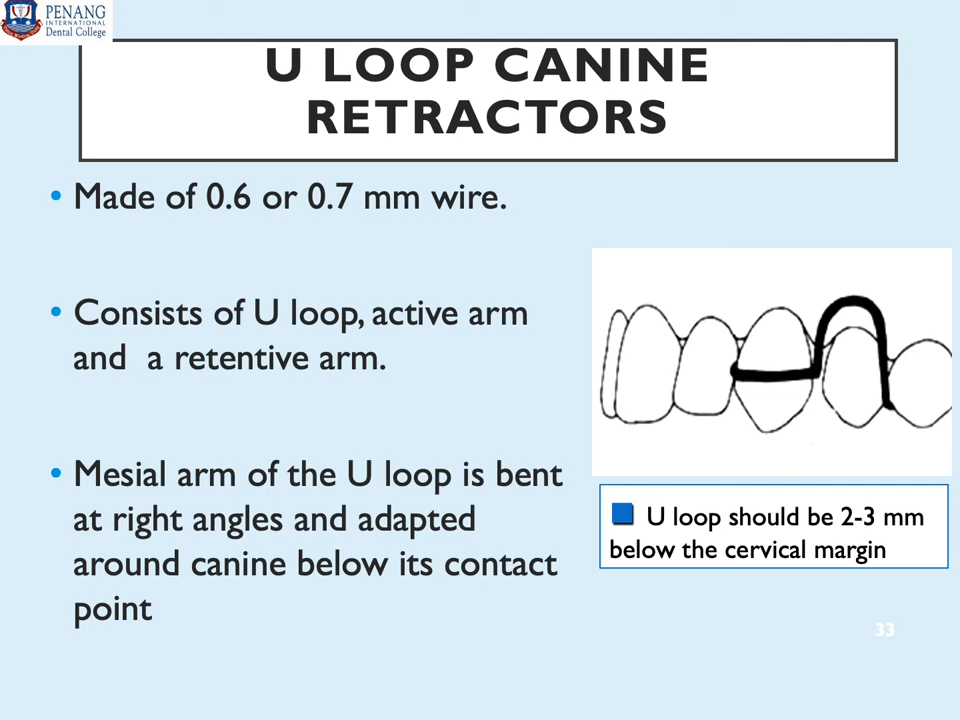 PENANG
INTERNATIONAL
Dental College
U LOOP CANINE
RETRACTORS
• Made of 0.6 or 0.7 mm wire.
• Consists of U loop, active arm
and a retentive arm.
• Mesial arm of the U loop is bent
at right angles and adapted
around canine below its contact
point
U loop should be 2-3 mm
below the cervical margin
33